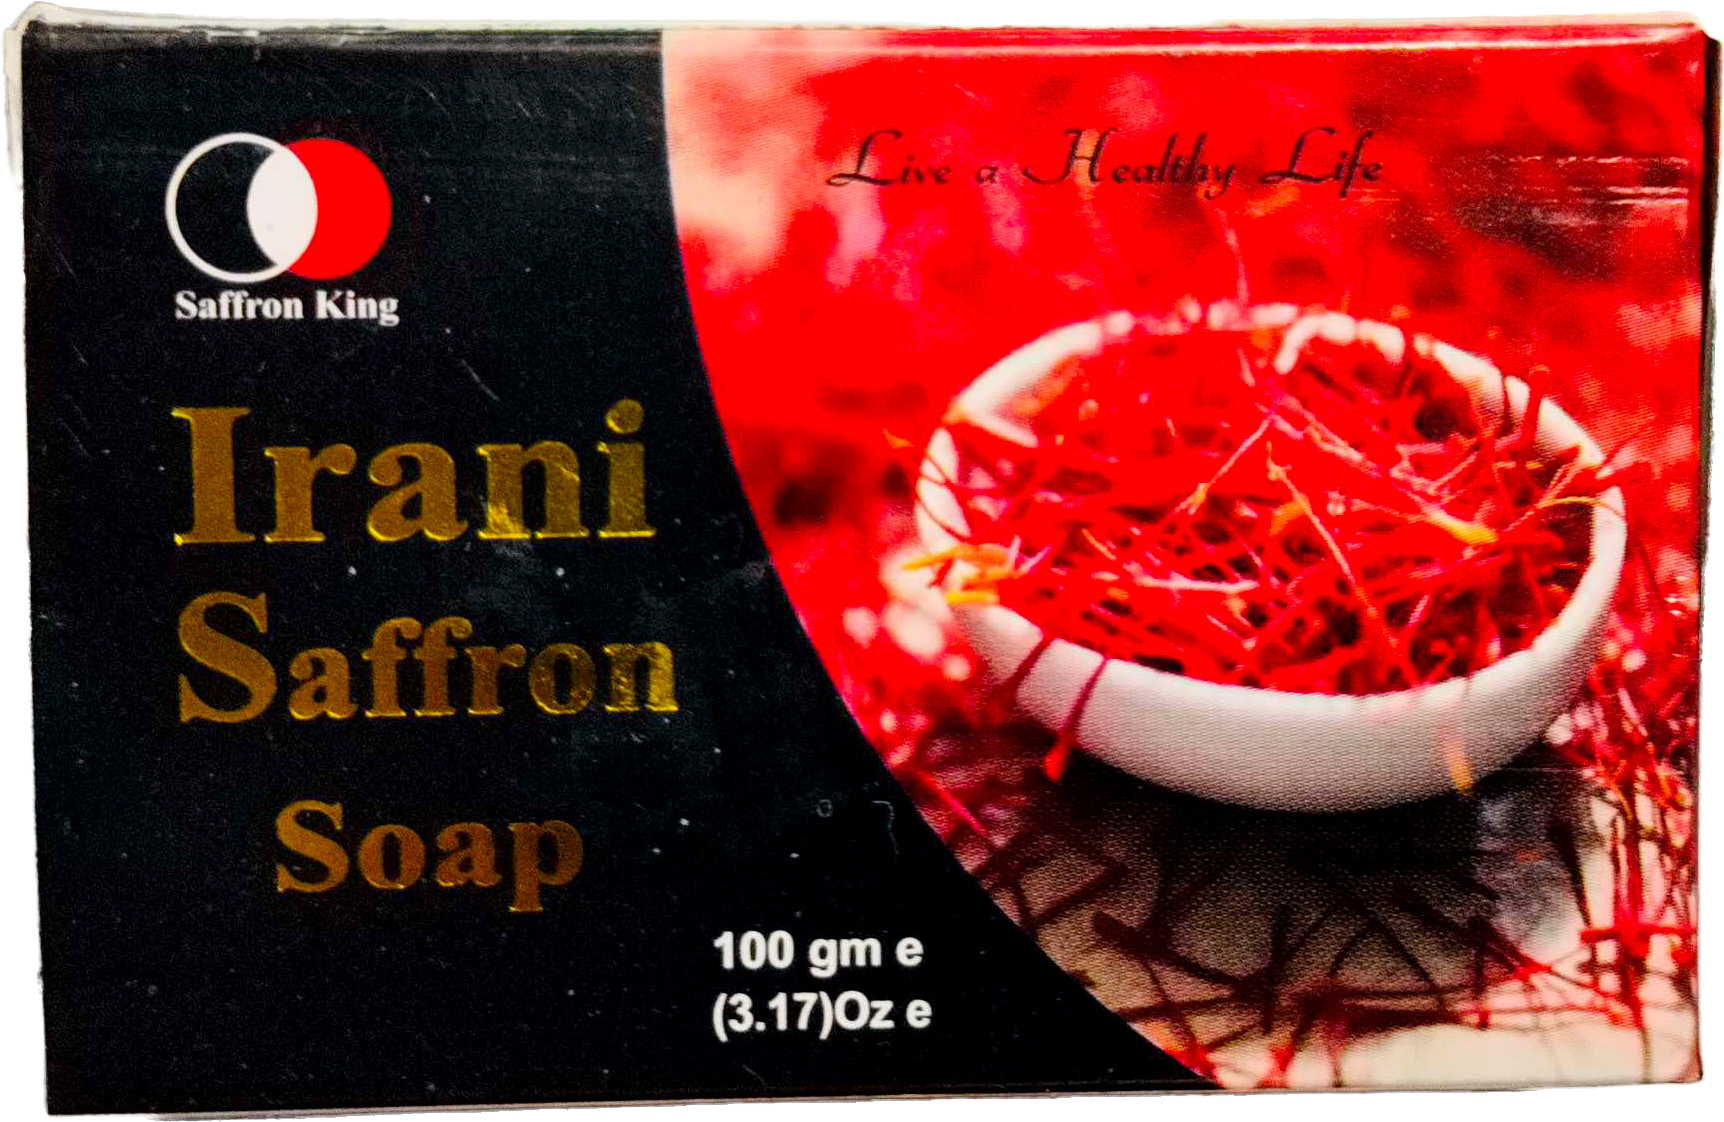 Live a Healthy Life
Saffron King
Irani
Saffron
Soap
100 gm e
(3.17)Oz e